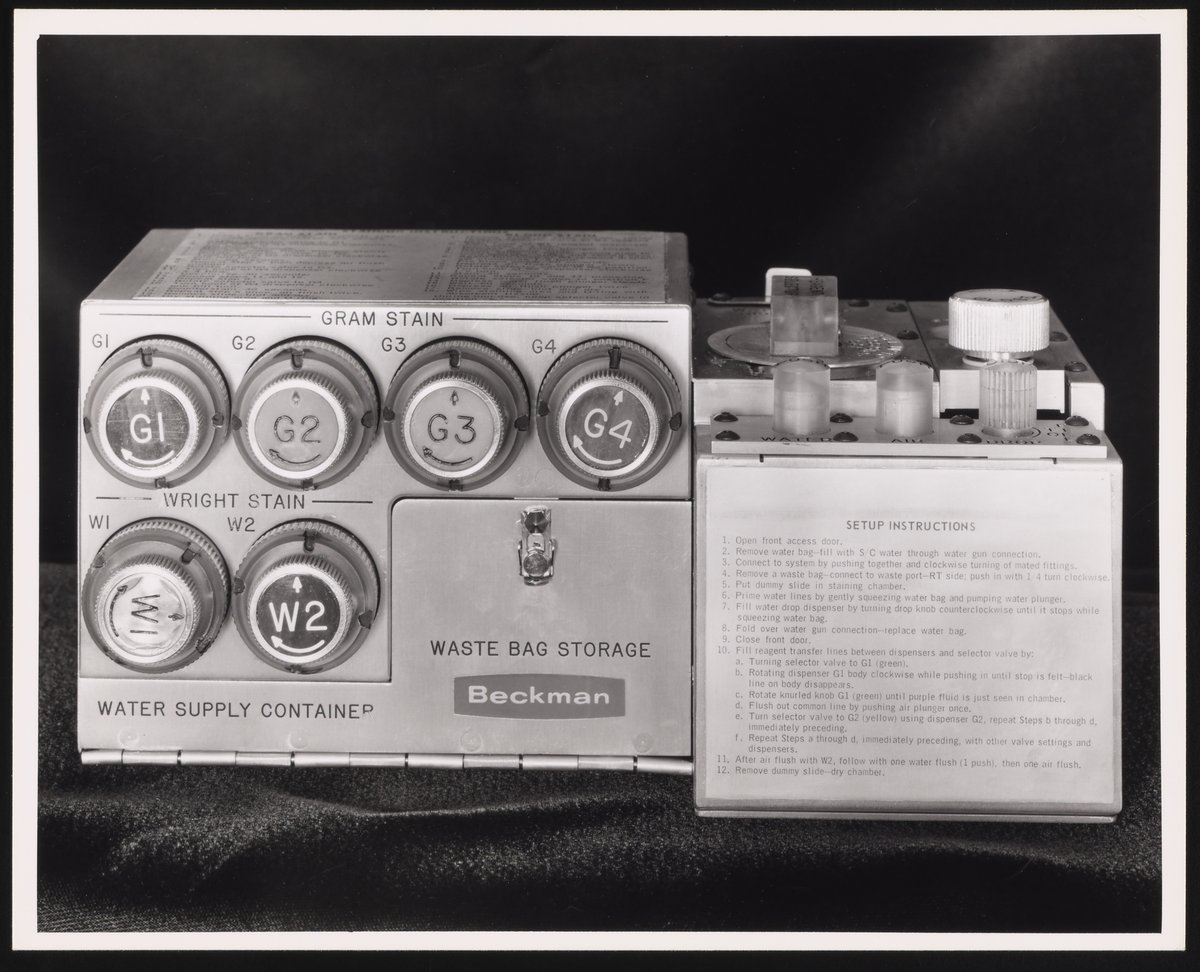 GRAM STAIN
G1 G2 G3 G4
G1 G2 G3 G4
WRIGHT STAIN
W1 W2
W1 W2
WASTE BAG STORAGE
Beckman
WATER SUPPLY CONTAINER
WATER AIR
SETUP INSTRUCTIONS
1. Open front access door.
2. Remove water bag—fill with S/C water through water gun connection.
3. Connect to system by pushing together and clockwise turning of mated fittings.
4. Remove a waste bag—connect to waste port—RT side; push in with 1/4 turn clockwise.
5. Put dummy slide in staining chamber.
6. Prime water lines by gently squeezing water bag and pumping water plunger.
7. Fill water drop dispenser by turning drop knob counterclockwise until it stops while
squeezing water bag.
8. Fold over water gun connection—replace water bag.
9. Close front door.
10. Fill reagent transfer lines between dispensers and selector valve by:
a. Turning selector valve to G1 (green).
b. Rotating dispenser G1 body clockwise while pushing in until stop is felt—black
line on body disappears.
c. Rotate knurled knob G1 (green) until purple fluid is just seen in chamber.
d. Flush out common line by pushing air plunger once.
e. Turn selector valve to G2 (yellow) using dispenser G2, repeat Steps b through d,
immediately preceding.
f. Repeat Steps a through d, immediately preceding, with other valve settings and
dispensers.
11. After air flush with W2, follow with one water flush (1 push), then one air flush.
12. Remove dummy slide—dry chamber.